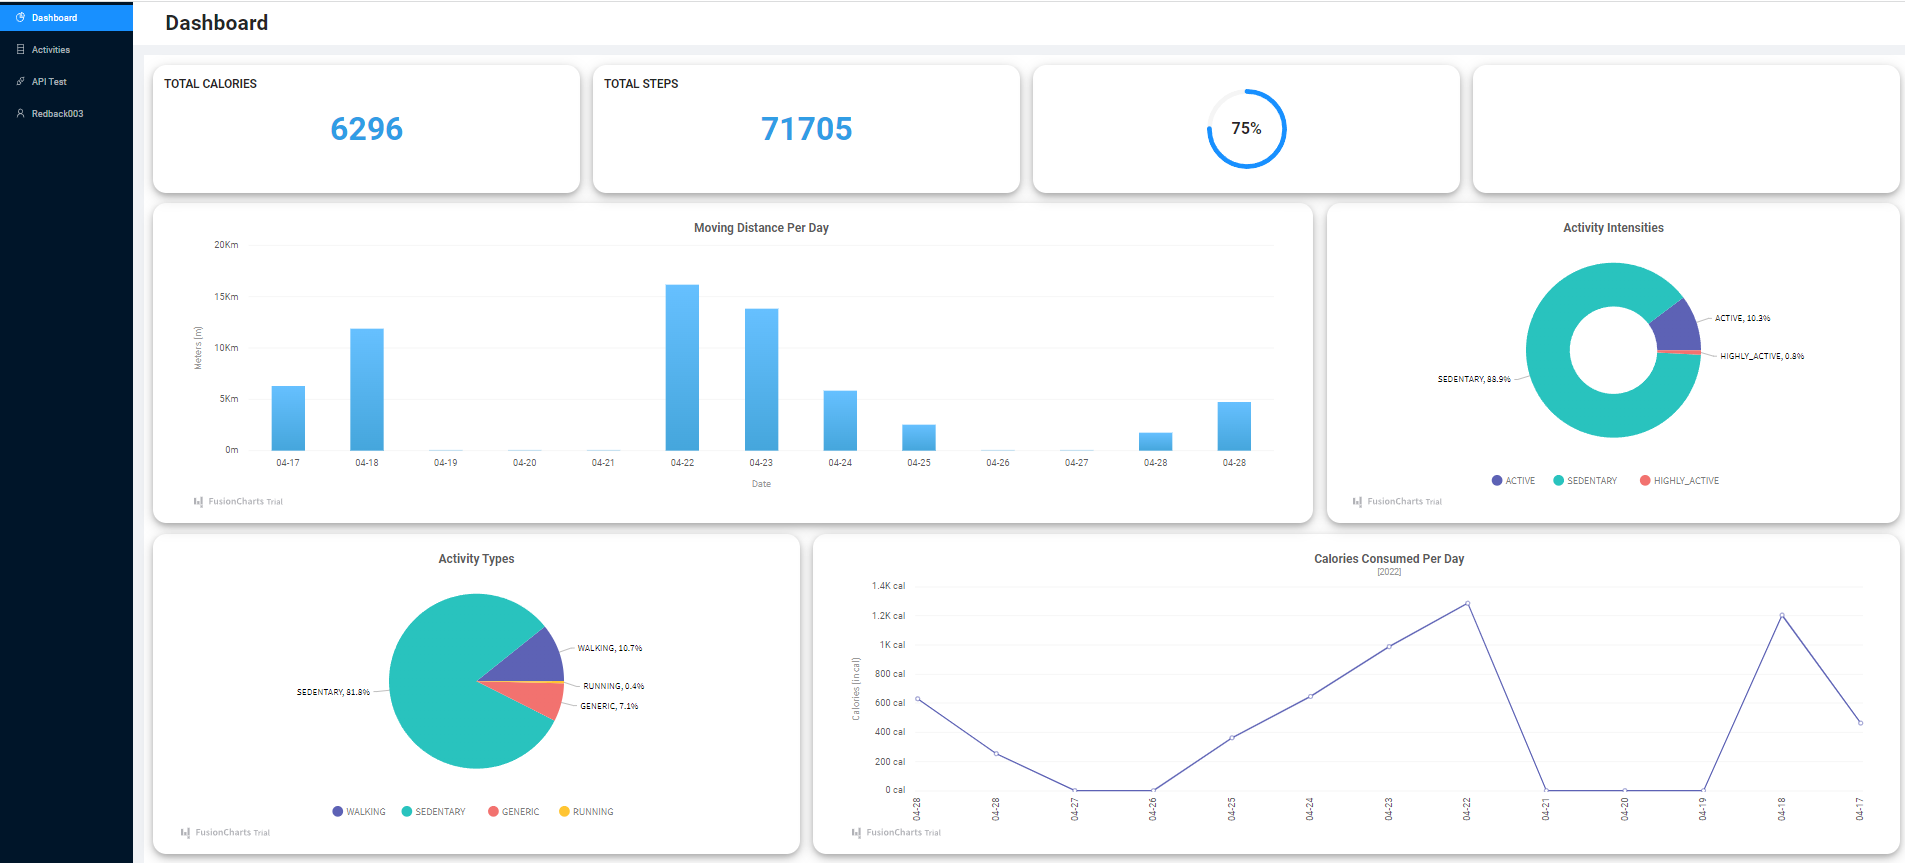 Dashboard
Activities
API Test
Redback003
Dashboard
TOTAL CALORIES
6296
TOTAL STEPS
71705
75%
Moving Distance Per Day
20Km
15Km
10Km
5Km
0m
Meters (m)
04-17 04-18 04-19 04-20 04-21 04-22 04-23 04-24 04-25 04-26 04-27 04-28 04-28
Date
FusionCharts Trial
Activity Intensities
ACTIVE, 10.3%
HIGHLY_ACTIVE, 0.8%
SEDENTARY, 88.9%
ACTIVE SEDENTARY HIGHLY_ACTIVE
FusionCharts Trial
Activity Types
WALKING, 10.7%
RUNNING, 0.4%
SEDENTARY, 81.8%
GENERIC, 7.1%
WALKING SEDENTARY GENERIC RUNNING
FusionCharts Trial
Calories Consumed Per Day
[2022]
1.4K cal
1.2K cal
1K cal
800 cal
600 cal
400 cal
200 cal
0 cal
Calories (in cal)
04-28 04-28 04-27 04-26 04-25 04-24 04-23 04-22 04-21 04-20 04-19 04-18 04-17
FusionCharts Trial